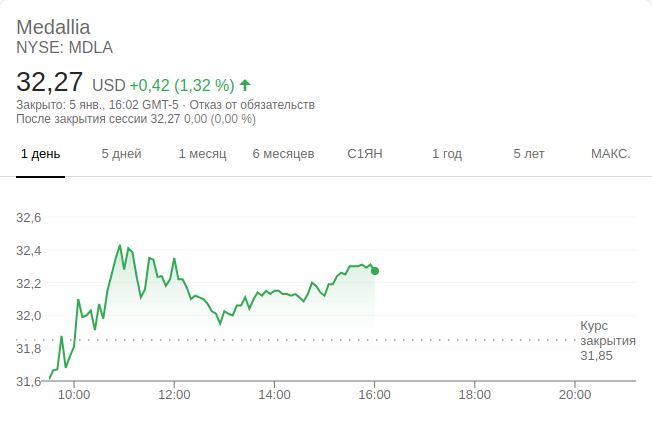 Medallia
NYSE: MDLA
32,27 USD +0,42 (1,32 %)
Закрыто: 5 янв., 16:02 GMT-5 · Отказ от обязательств
После закрытия сессии 32,27 0,00 (0,00 %)
1 день 5 дней 1 месяц 6 месяцев С1ЯН 1 год 5 лет МАКС.
32,6
32,4
32,2
32,0
31,8
31,6
Курс
закрытия
31,85
10:00 12:00 14:00 16:00 18:00 20:00